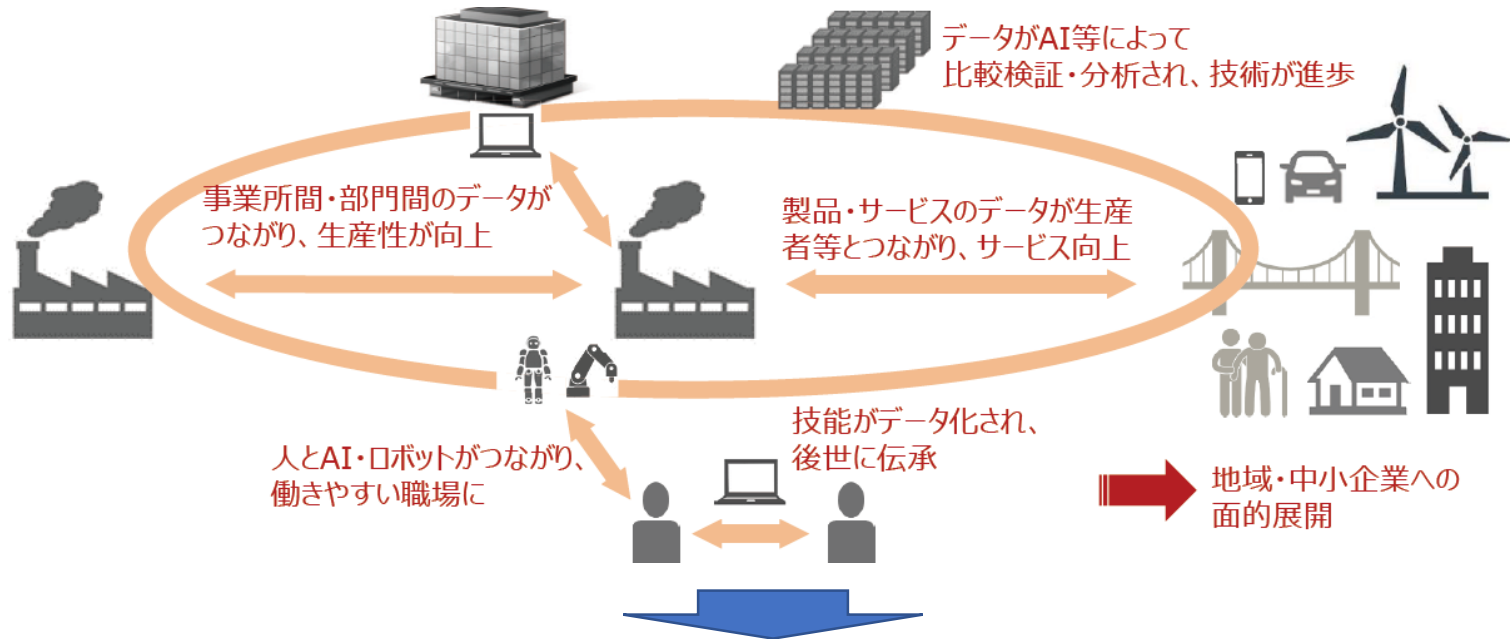 データがAI等によって
比較検証・分析され、技術が進歩
事業所間・部門間のデータが
つながり、生産性が向上
製品・サービスのデータが生産
者等とつながり、サービス向上
人とAI・ロボットがつながり、
働きやすい職場に
技能がデータ化され、
後世に伝承
地域・中小企業への
面的展開